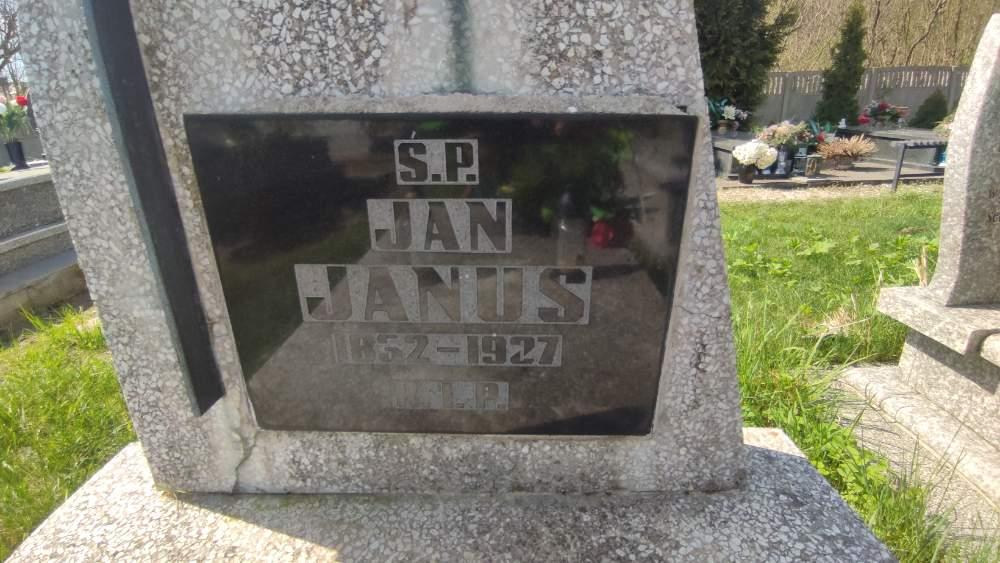 Ś.P.
JAN
JANUS
1852-1927